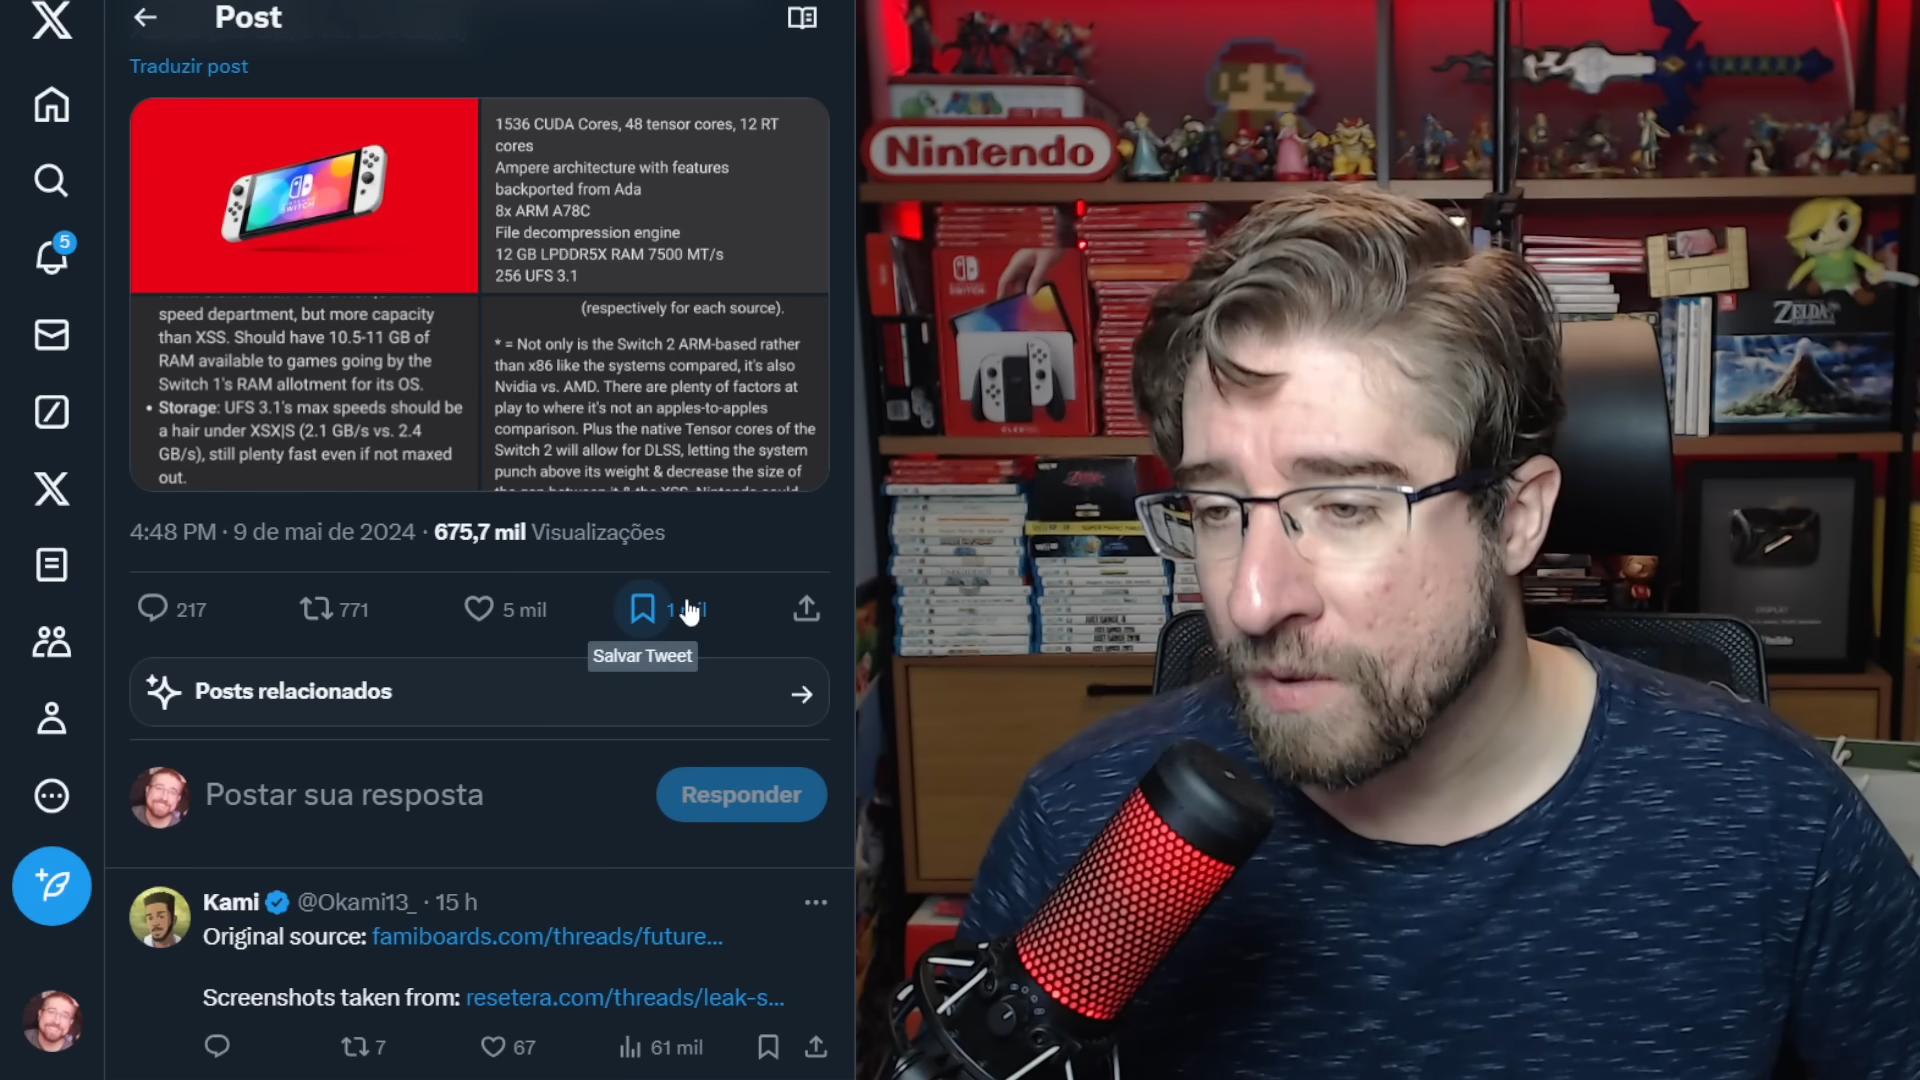 Post
Traduzir post
NINTENDO
SWITCH
1536 CUDA Cores, 48 tensor cores, 12 RT
cores
Ampere architecture with features
backported from Ada
8x ARM A78C
File decompression engine
12 GB LPDDR5X RAM 7500 MT/s
256 UFS 3.1
speed department, but more capacity
than XSS. Should have 10.5-11 GB of
RAM available to games going by the
Switch 1's RAM allotment for its OS.
• Storage: UFS 3.1's max speeds should be
a hair under XSX|S (2.1 GB/s vs. 2.4
GB/s), still plenty fast even if not maxed
out.
(respectively for each source).
* = Not only is the Switch 2 ARM-based rather
than x86 like the systems compared, it's also
Nvidia vs. AMD. There are plenty of factors at
play to where it's not an apples-to-apples
comparison. Plus the native Tensor cores of the
Switch 2 will allow for DLSS, letting the system
punch above its weight & decrease the size of
4:48 PM · 9 de mai de 2024 · 675,7 mil Visualizações
217 771 5 mil 1 mil
Salvar Tweet
Posts relacionados
Postar sua resposta
Responder
Kami @Okami13_ · 15 h
Original source: famiboards.com/threads/future...
Screenshots taken from: resetera.com/threads/leak-s...
7 67 61 mil
5
Nintendo
SWITCH
ZELDA